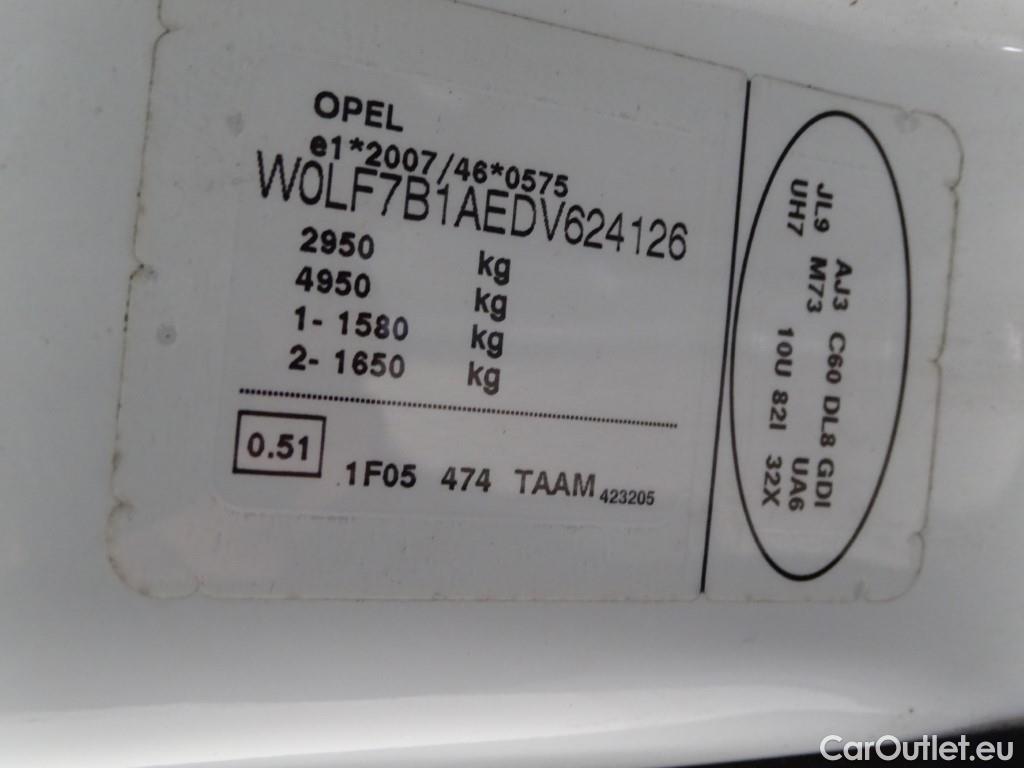 OPEL
e1*2007/46*0575
W0LF7B1AEDV624126
2950 kg
4950 kg
1- 1580 kg
2- 1650 kg
0.51
1F05 474 TAAM 423205
AJ3 C60 DL8 GDI
JL9 M73 10U 82I UA6
UH7 32X
CarOutlet.eu